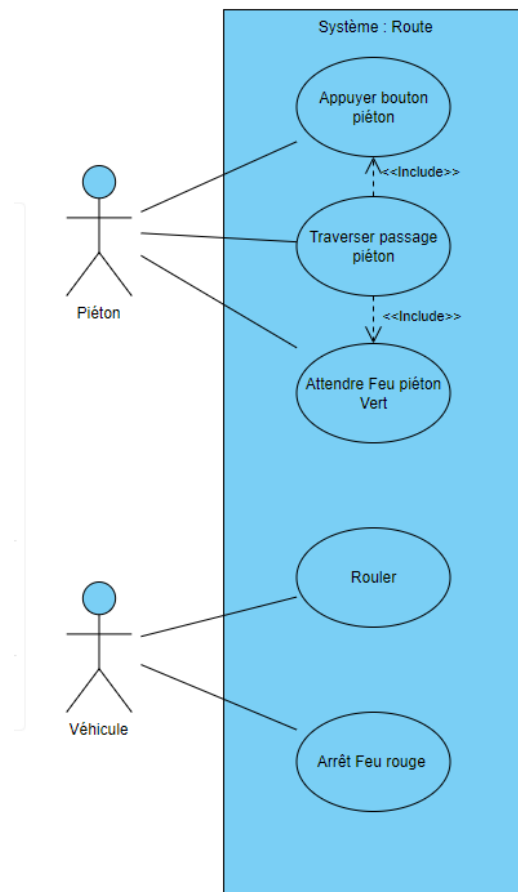 Système : Route
Appuyer bouton
piéton
<<Include>>
Traverser passage
piéton
Piéton
<<Include>>
Attendre Feu piéton
Vert
Rouler
Véhicule
Arrêt Feu rouge